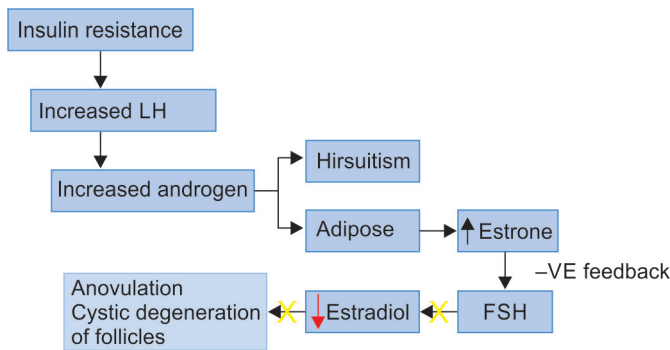 Insulin resistance
Increased LH
Increased androgen
Hirsuitism
Adipose
Estrone
–VE feedback
FSH
Estradiol
Anovulation
Cystic degeneration
of follicles